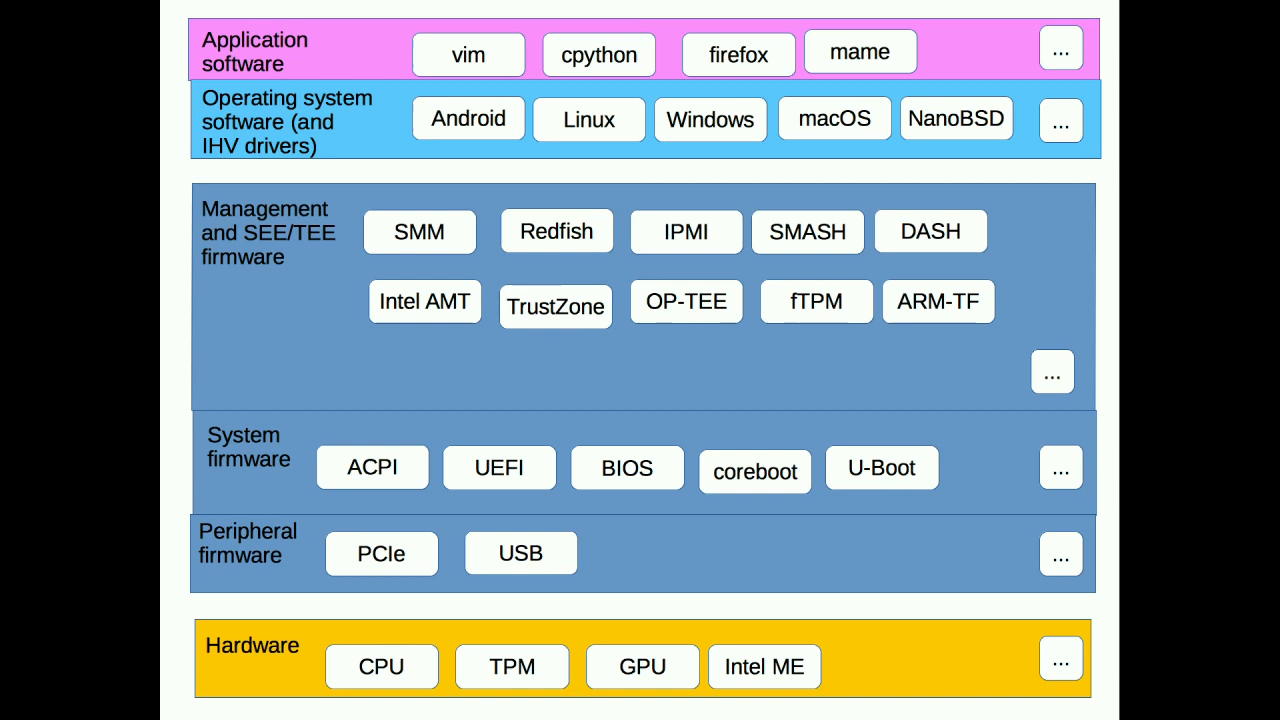 Application
software
vim
cpython
firefox
mame
...
Operating system
software (and
IHV drivers)
Android
Linux
Windows
macOS
NanoBSD
...
Management
and SEE/TEE
firmware
SMM
Redfish
IPMI
SMASH
DASH
Intel AMT
TrustZone
OP-TEE
fTPM
ARM-TF
...
System
firmware
ACPI
UEFI
BIOS
coreboot
U-Boot
...
Peripheral
firmware
PCIe
USB
...
Hardware
CPU
TPM
GPU
Intel ME
...